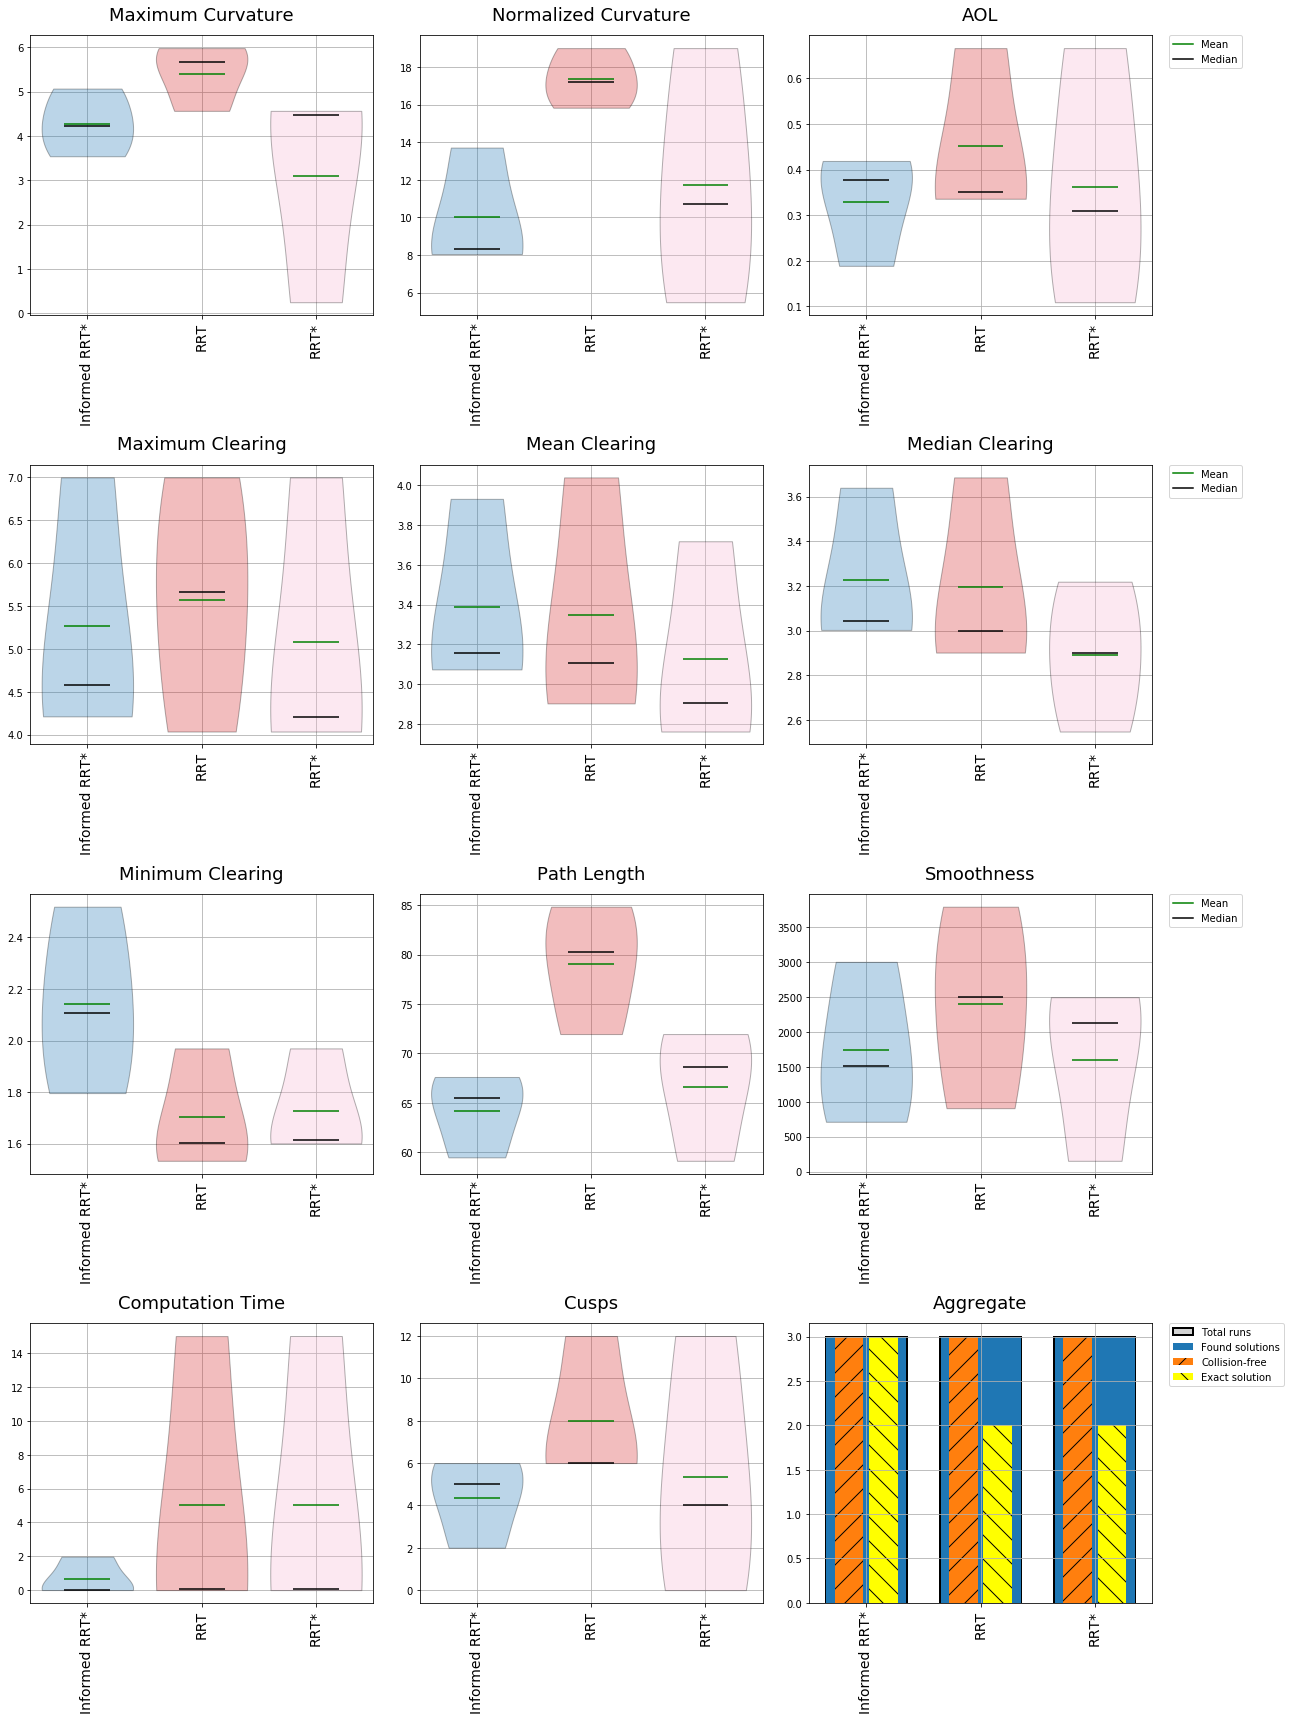 Maximum Curvature
Normalized Curvature
AOL
6
5
4
3
2
1
0
18
16
14
12
10
8
6
0.6
0.5
0.4
0.3
0.2
0.1
Mean
Median
Informed RRT*
RRT
RRT*
Informed RRT*
RRT
RRT*
Informed RRT*
RRT
RRT*
Maximum Clearing
Mean Clearing
Median Clearing
7.0
6.5
6.0
5.5
5.0
4.5
4.0
4.0
3.8
3.6
3.4
3.2
3.0
2.8
3.6
3.4
3.2
3.0
2.8
2.6
Mean
Median
Informed RRT*
RRT
RRT*
Informed RRT*
RRT
RRT*
Informed RRT*
RRT
RRT*
Minimum Clearing
Path Length
Smoothness
2.4
2.2
2.0
1.8
1.6
85
80
75
70
65
60
3500
3000
2500
2000
1500
1000
500
0
Mean
Median
Informed RRT*
RRT
RRT*
Informed RRT*
RRT
RRT*
Informed RRT*
RRT
RRT*
Computation Time
Cusps
Aggregate
14
12
10
8
6
4
2
0
12
10
8
6
4
2
0
3.0
2.5
2.0
1.5
1.0
0.5
0.0
Total runs
Found solutions
Collision-free
Exact solution
Informed RRT*
RRT
RRT*
Informed RRT*
RRT
RRT*
Informed RRT*
RRT
RRT*